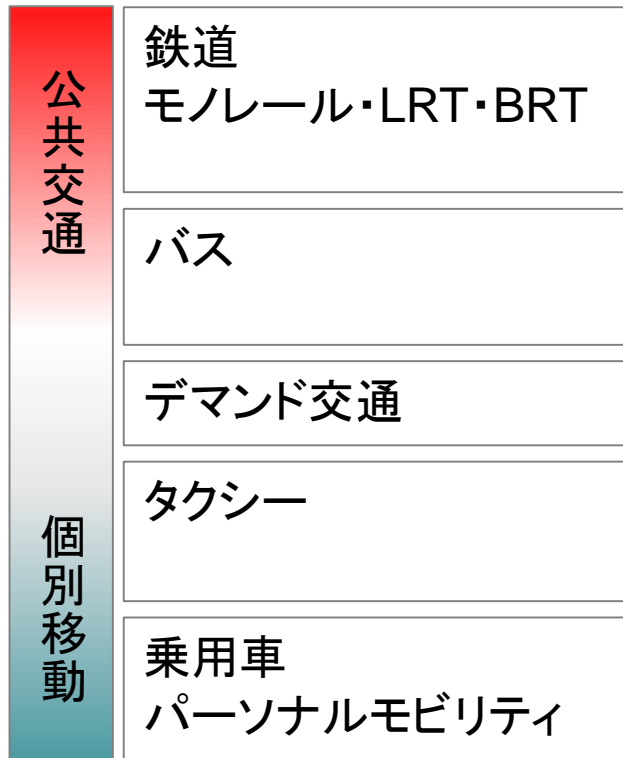 公共交通
鉄道
モノレール・LRT・BRT
バス
デマンド交通
タクシー
個別移動
乗用車
パーソナルモビリティ